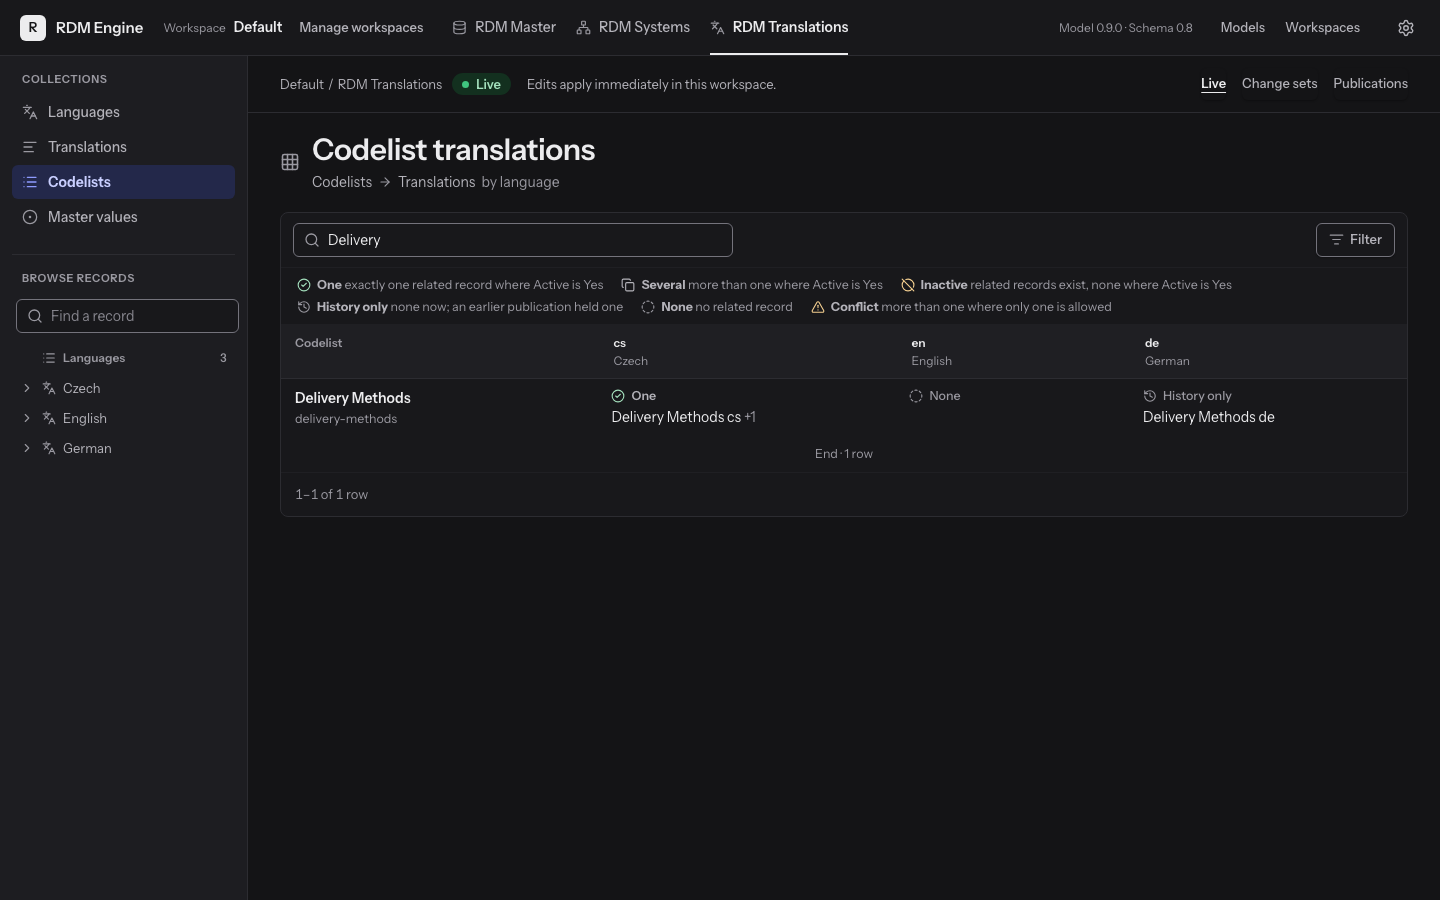 R RDM Engine Workspace Default Manage workspaces RDM Master RDM Systems RDM Translations Model 0.9.0 · Schema 0.8 Models Workspaces
COLLECTIONS
Languages
Translations
Codelists
Master values
BROWSE RECORDS
Find a record
Languages 3
Czech
English
German
Default / RDM Translations Live Edits apply immediately in this workspace. Live Change sets Publications
Codelist translations
Codelists → Translations by language
Delivery Filter
One exactly one related record where Active is Yes Several more than one where Active is Yes Inactive related records exist, none where Active is Yes
History only none now; an earlier publication held one None no related record Conflict more than one where only one is allowed
Codelist cs en de
Czech English German
Delivery Methods One None History only
delivery-methods Delivery Methods cs +1 Delivery Methods de
End · 1 row
1–1 of 1 row